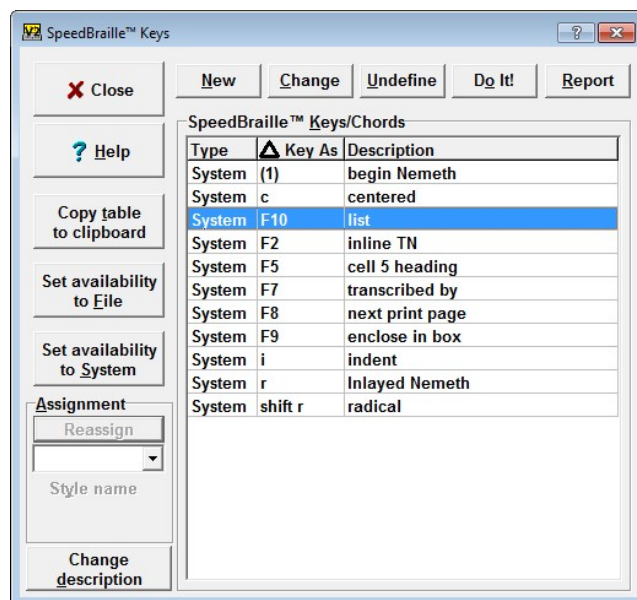 SpeedBraille™ Keys
Close
Help
Copy table
to clipboard
Set availability
to File
Set availability
to System
Assignment
Reassign
Style name
Change
description
New Change Undefine Do It! Report
SpeedBraille™ Keys/Chords
Type Key As Description
System (1) begin Nemeth
System c centered
System F10 list
System F2 inline TN
System F5 cell 5 heading
System F7 transcribed by
System F8 next print page
System F9 enclose in box
System i indent
System r Inlayed Nemeth
System shift r radical